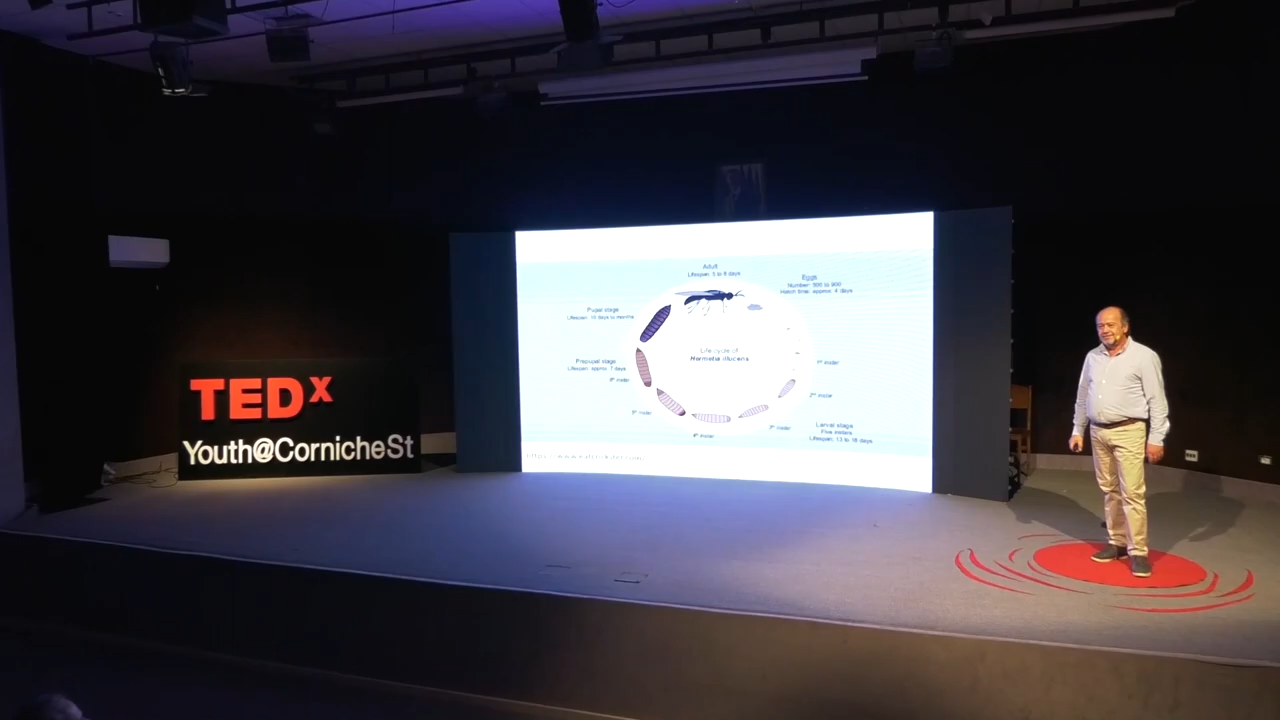 TEDx
Youth@CornicheSt
Adult
Lifespan: 5 to 8 days
Eggs
Number: 500 to 900
Hatch time: approx. 4 days
Pupal stage
Lifespan: 10 days to months
Life cycle of
Hermetia illucens
Prepupal stage
Lifespan: approx. 7 days
6th instar
1st instar
2nd instar
5th instar
4th instar
3rd instar
Larval stage
Five instars
Lifespan: 13 to 18 days